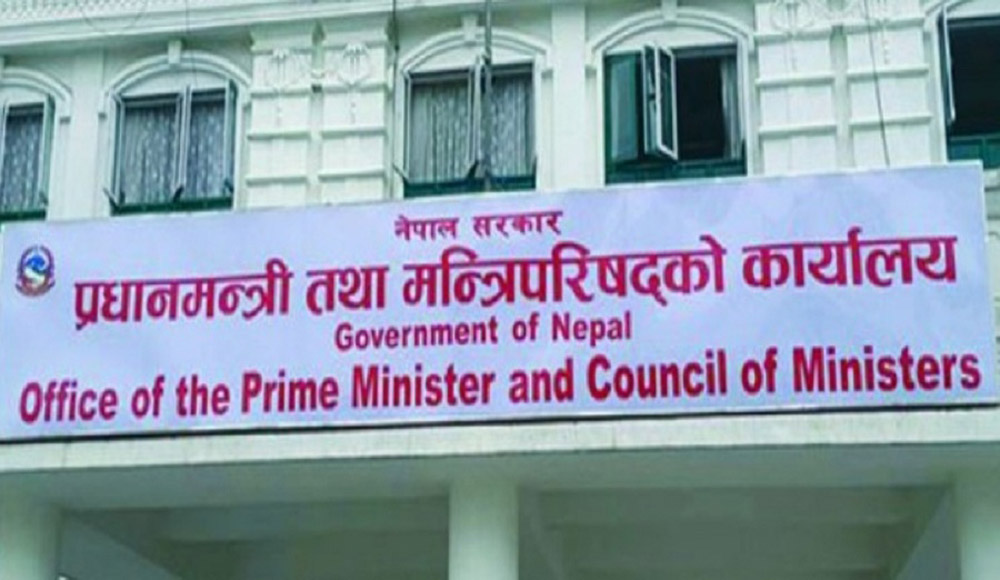 नेपाल सरकार
प्रधानमन्त्री तथा मन्त्रिपरिषद्को कार्यालय
Government of Nepal
Office of the Prime Minister and Council of Ministers